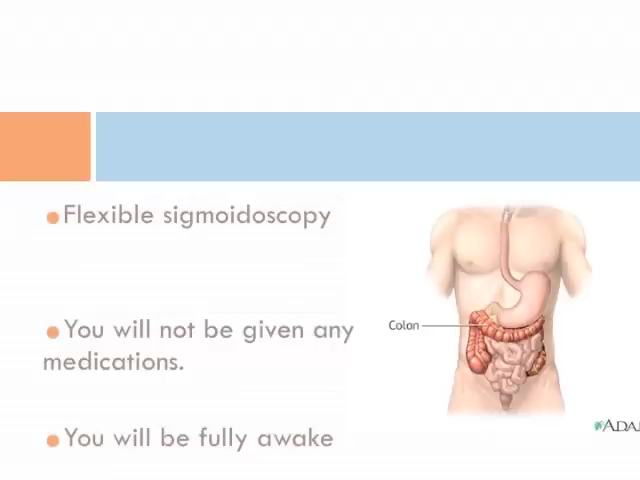 Flexible sigmoidoscopy
You will not be given any
medications.
You will be fully awake
Colon